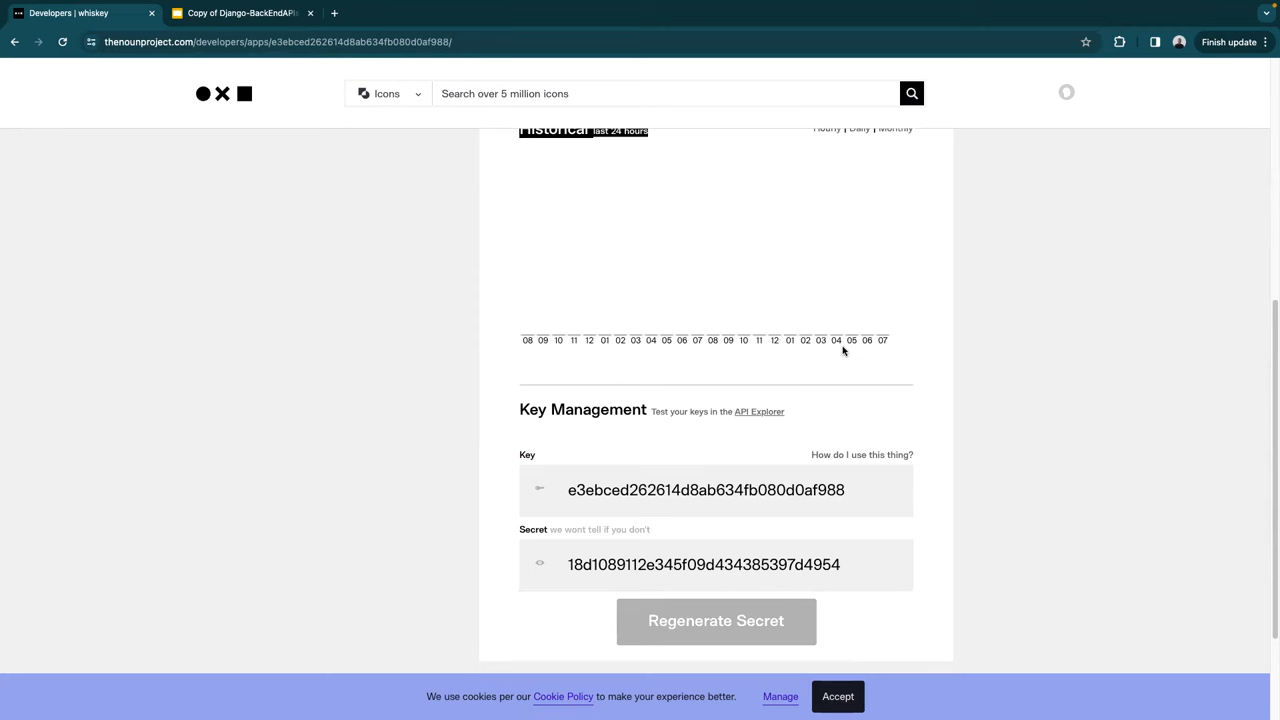 Developers | whiskey
Copy of Django-BackEndAPIs
thenounproject.com/developers/apps/e3ebced262614d8ab634fb080d0af988/
Finish update
Icons
Search over 5 million icons
Historical last 24 hours
Hourly | Daily | Monthly
08 09 10 11 12 01 02 03 04 05 06 07 08 09 10 11 12 01 02 03 04 05 06 07
Key Management Test your keys in the API Explorer
Key
How do I use this thing?
e3ebced262614d8ab634fb080d0af988
Secret we wont tell if you don't
18d1089112e345f09d434385397d4954
Regenerate Secret
We use cookies per our Cookie Policy to make your experience better.
Manage
Accept